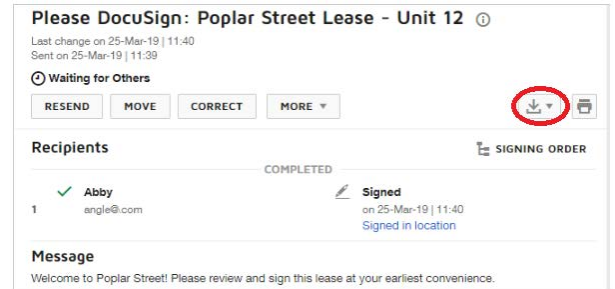 Please DocuSign: Poplar Street Lease - Unit 12
Last change on 25-Mar-19 | 11:40
Sent on 25-Mar-19 | 11:39
Waiting for Others
RESEND MOVE CORRECT MORE
Recipients SIGNING ORDER
COMPLETED
Abby Signed
1 angle@.com on 25-Mar-19 | 11:40
Signed in location
Message
Welcome to Poplar Street! Please review and sign this lease at your earliest convenience.